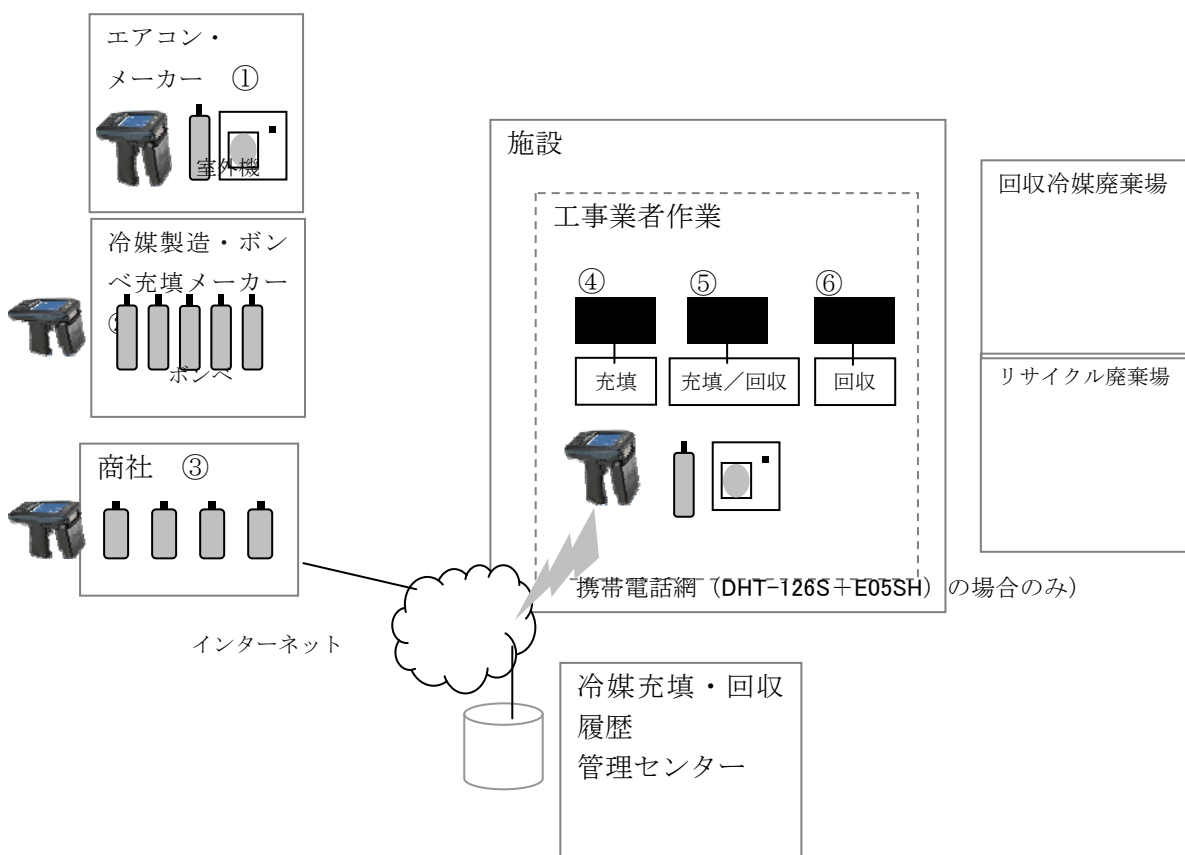 エアコン・
メーカー ①
室外機
冷媒製造・ボン
ベ充填メーカー
②
ボンベ
商社 ③
インターネット
施設
工事業者作業
④ ⑤ ⑥
充填 充填／回収 回収
携帯電話網（DHT-126S＋E05SH）の場合のみ）
回収冷媒廃棄場
リサイクル廃棄場
冷媒充填・回収
履歴
管理センター